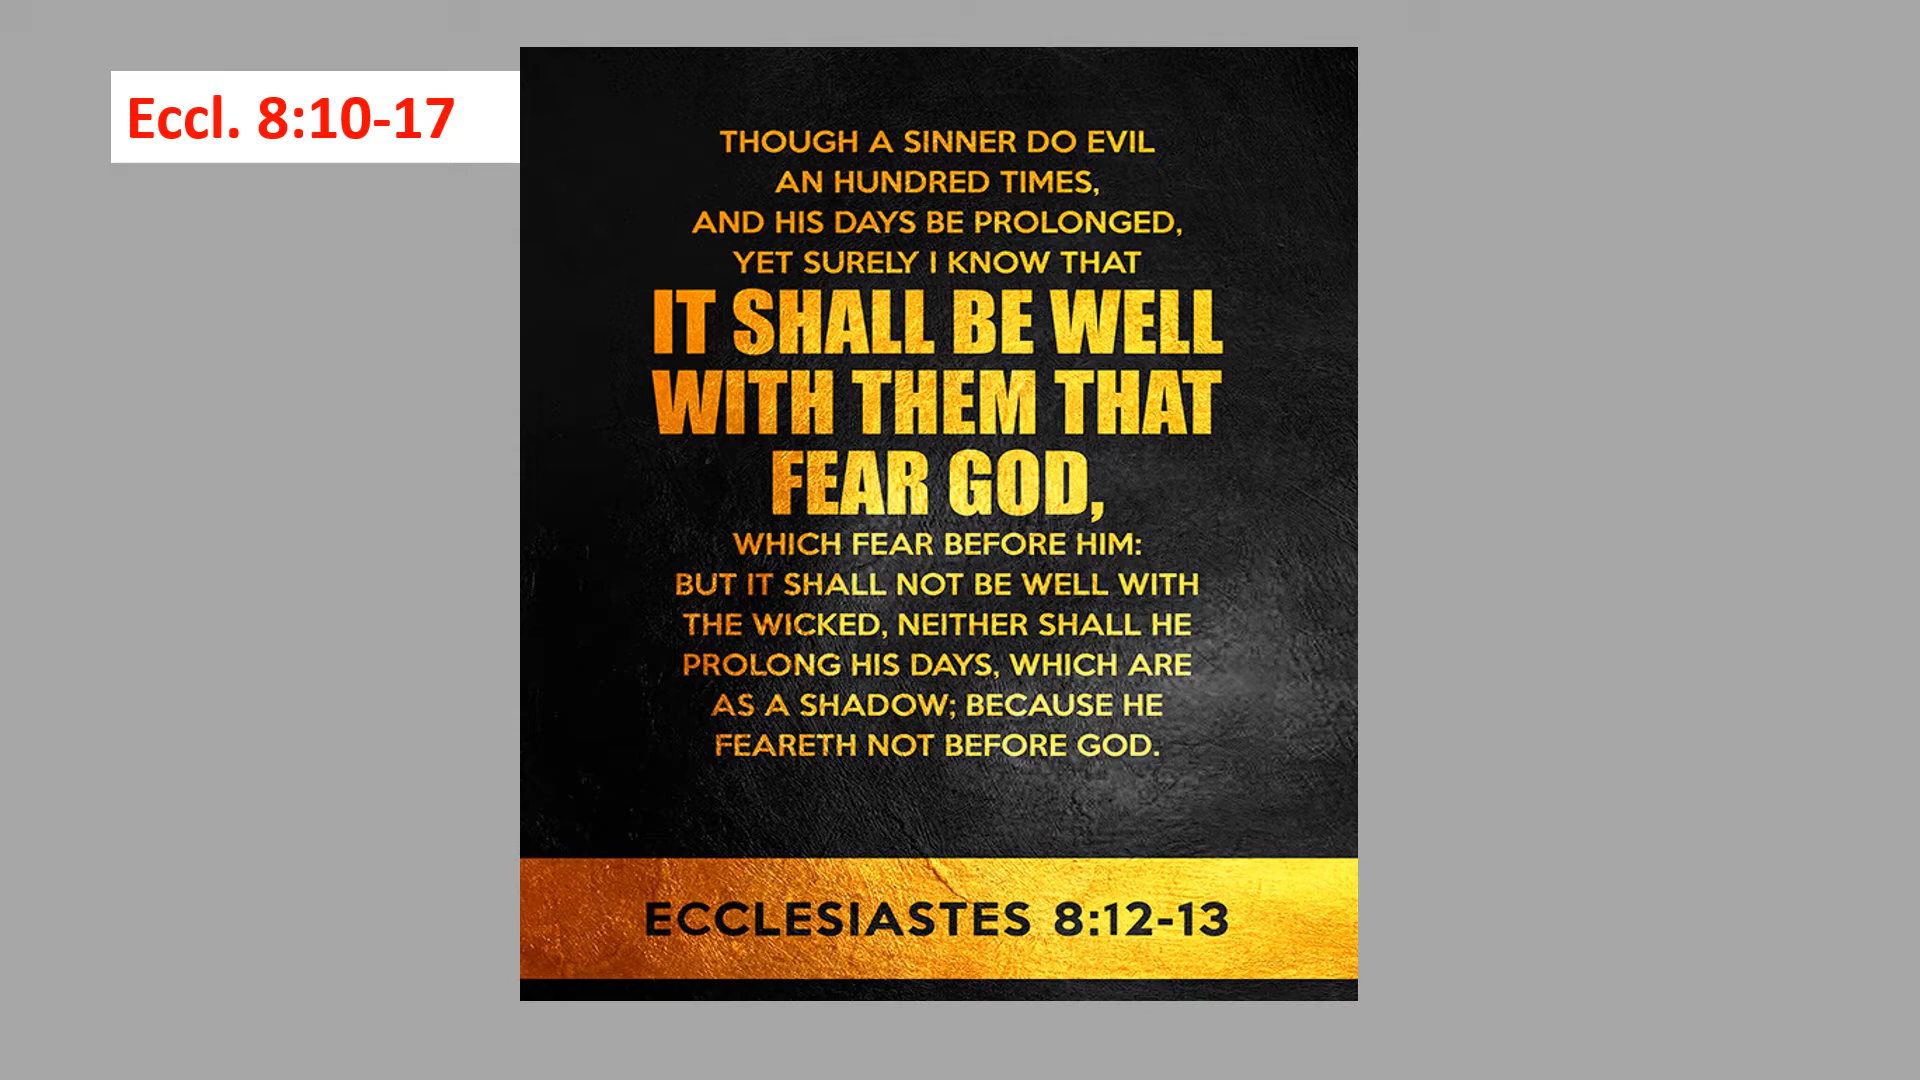 Eccl. 8:10-17
THOUGH A SINNER DO EVIL
AN HUNDRED TIMES,
AND HIS DAYS BE PROLONGED,
YET SURELY I KNOW THAT
IT SHALL BE WELL
WITH THEM THAT
FEAR GOD,
WHICH FEAR BEFORE HIM:
BUT IT SHALL NOT BE WELL WITH
THE WICKED, NEITHER SHALL HE
PROLONG HIS DAYS, WHICH ARE
AS A SHADOW; BECAUSE HE
FEARETH NOT BEFORE GOD.
ECCLESIASTES 8:12-13